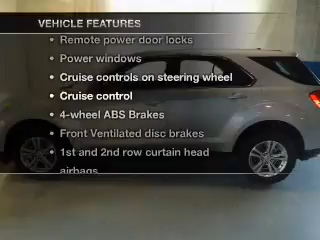 VEHICLE FEATURES
• Remote power door locks
• Power windows
• Cruise controls on steering wheel
• Cruise control
• 4-wheel ABS Brakes
• Front Ventilated disc brakes
• 1st and 2nd row curtain head
airbags